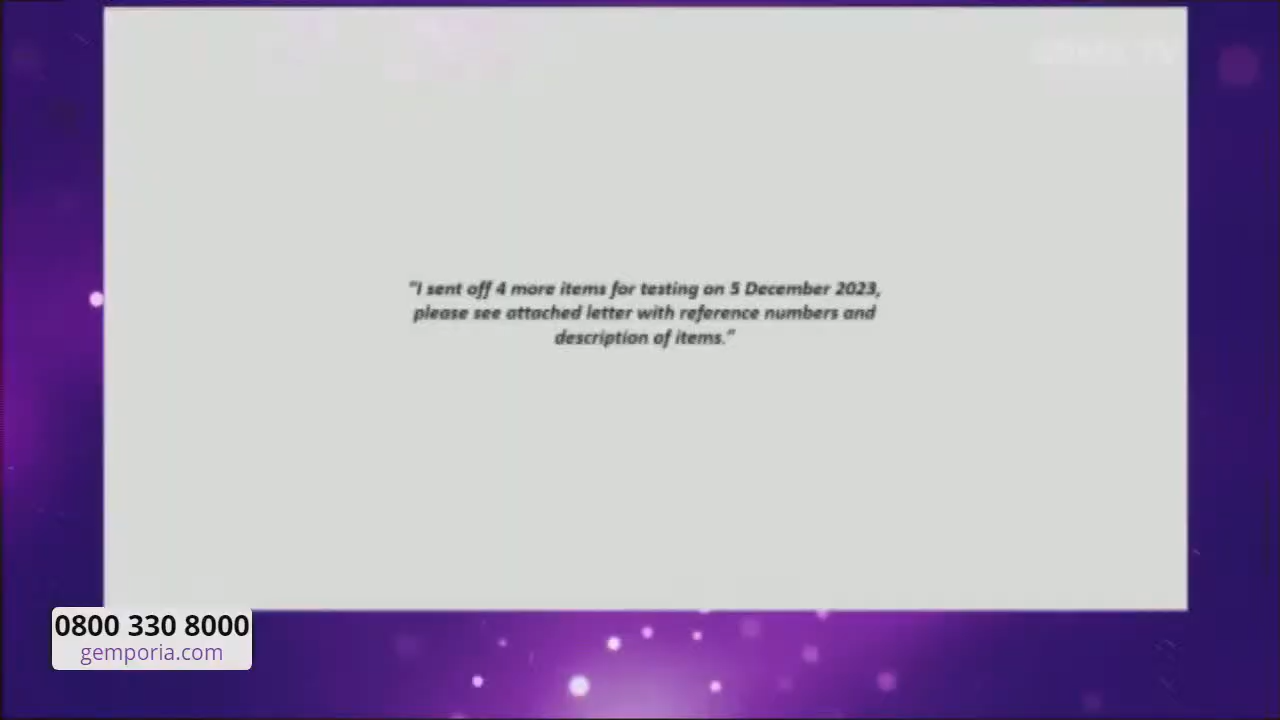 "I sent off 4 more items for testing on 5 December 2023,
please see attached letter with reference numbers and
description of items."
0800 330 8000
gemporia.com